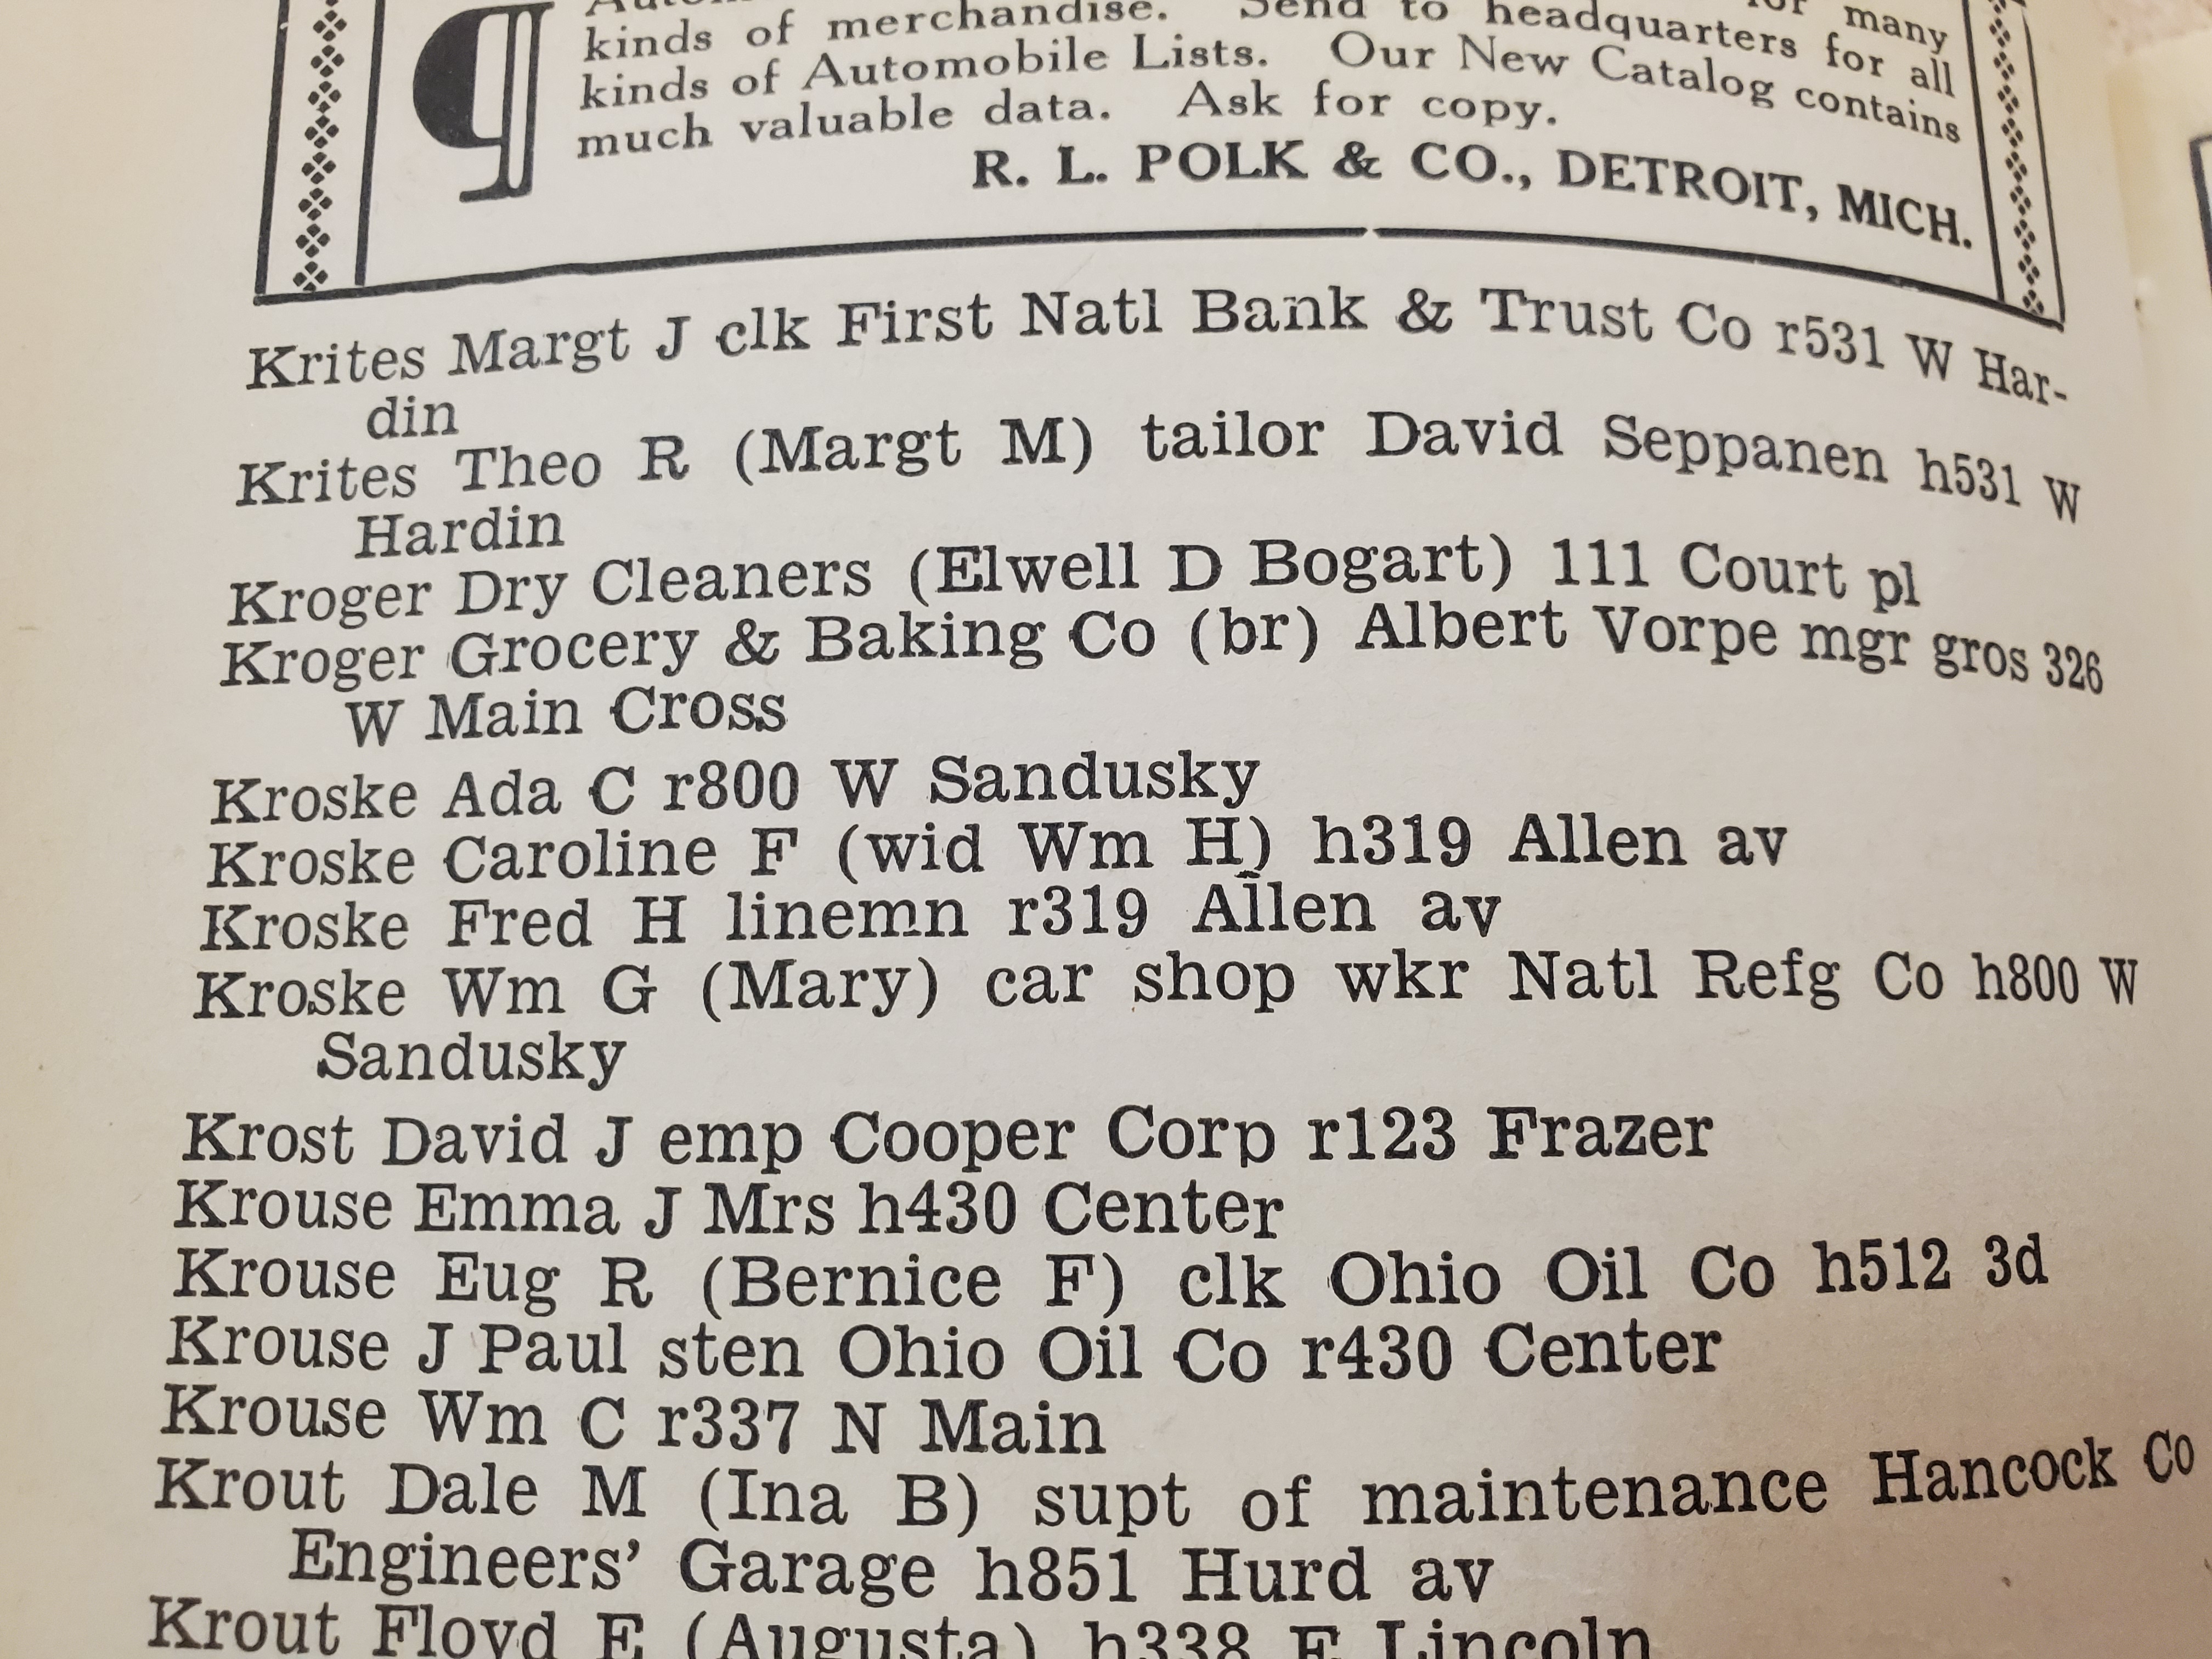 many
kinds of merchandise. Send to headquarters for all
kinds of Automobile Lists. Our New Catalog contains
much valuable data. Ask for copy.
R. L. POLK & CO., DETROIT, MICH.
Krites Margt J clk First Natl Bank & Trust Co r531 W Har-
din
Krites Theo R (Margt M) tailor David Seppanen h531 W
Hardin
Kroger Dry Cleaners (Elwell D Bogart) 111 Court pl
Kroger Grocery & Baking Co (br) Albert Vorpe mgr gros 326
W Main Cross
Kroske Ada C r800 W Sandusky
Kroske Caroline F (wid Wm H) h319 Allen av
Kroske Fred H linemn r319 Allen av
Kroske Wm G (Mary) car shop wkr Natl Refg Co h800 W
Sandusky
Krost David J emp Cooper Corp r123 Frazer
Krouse Emma J Mrs h430 Center
Krouse Eug R (Bernice F) clk Ohio Oil Co h512 3d
Krouse J Paul sten Ohio Oil Co r430 Center
Krouse Wm C r337 N Main
Krout Dale M (Ina B) supt of maintenance Hancock Co
Engineers' Garage h851 Hurd av
Krout Floyd E (Augusta) h338 E Lincoln